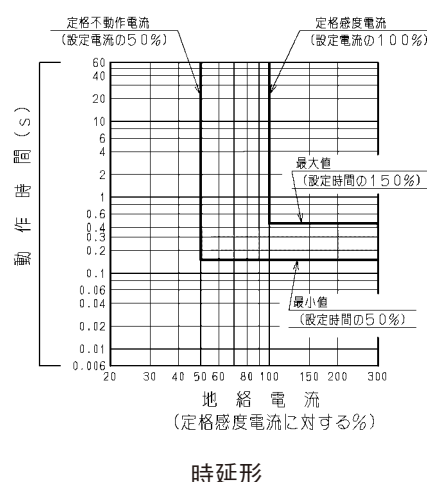 定格不動作電流
(設定電流の50%)
定格感度電流
(設定電流の100%)
動作時間(s)
60
40
20
10
6
4
2
1
0.6
0.4
0.3
0.2
0.1
0.06
0.04
0.02
0.01
0.006
最大値
(設定時間の150%)
最小値
(設定時間の50%)
20 30 40 50 60 80 100 150 200 300
地絡電流
(定格感度電流に対する%)
時延形